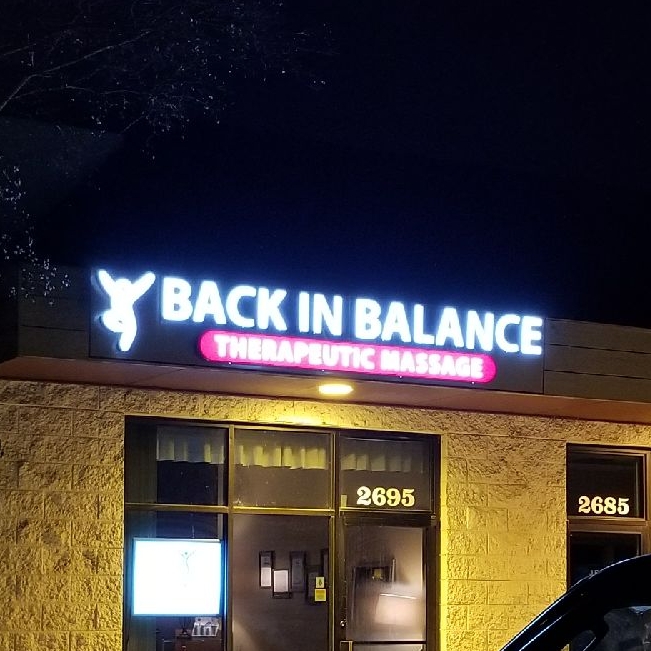 BACK IN BALANCE
THERAPEUTIC MASSAGE
2695
2685